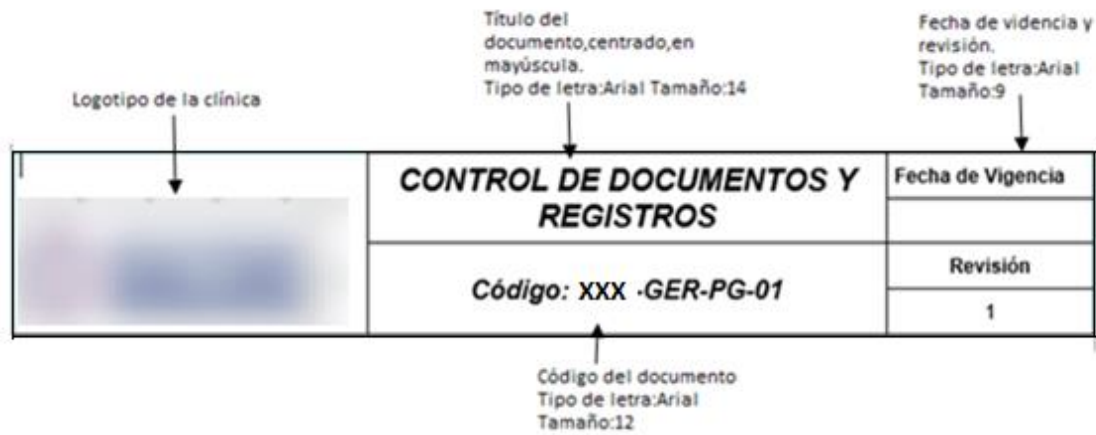 Título del
documento,centrado,en
mayúscula.
Tipo de letra:Arial Tamaño:14
Fecha de videncia y
revisión.
Tipo de letra:Arial
Tamaño:9
Logotipo de la clínica
CONTROL DE DOCUMENTOS Y
REGISTROS
Fecha de Vigencia
Código: XXX -GER-PG-01
Revisión
1
Código del documento
Tipo de letra:Arial
Tamaño:12